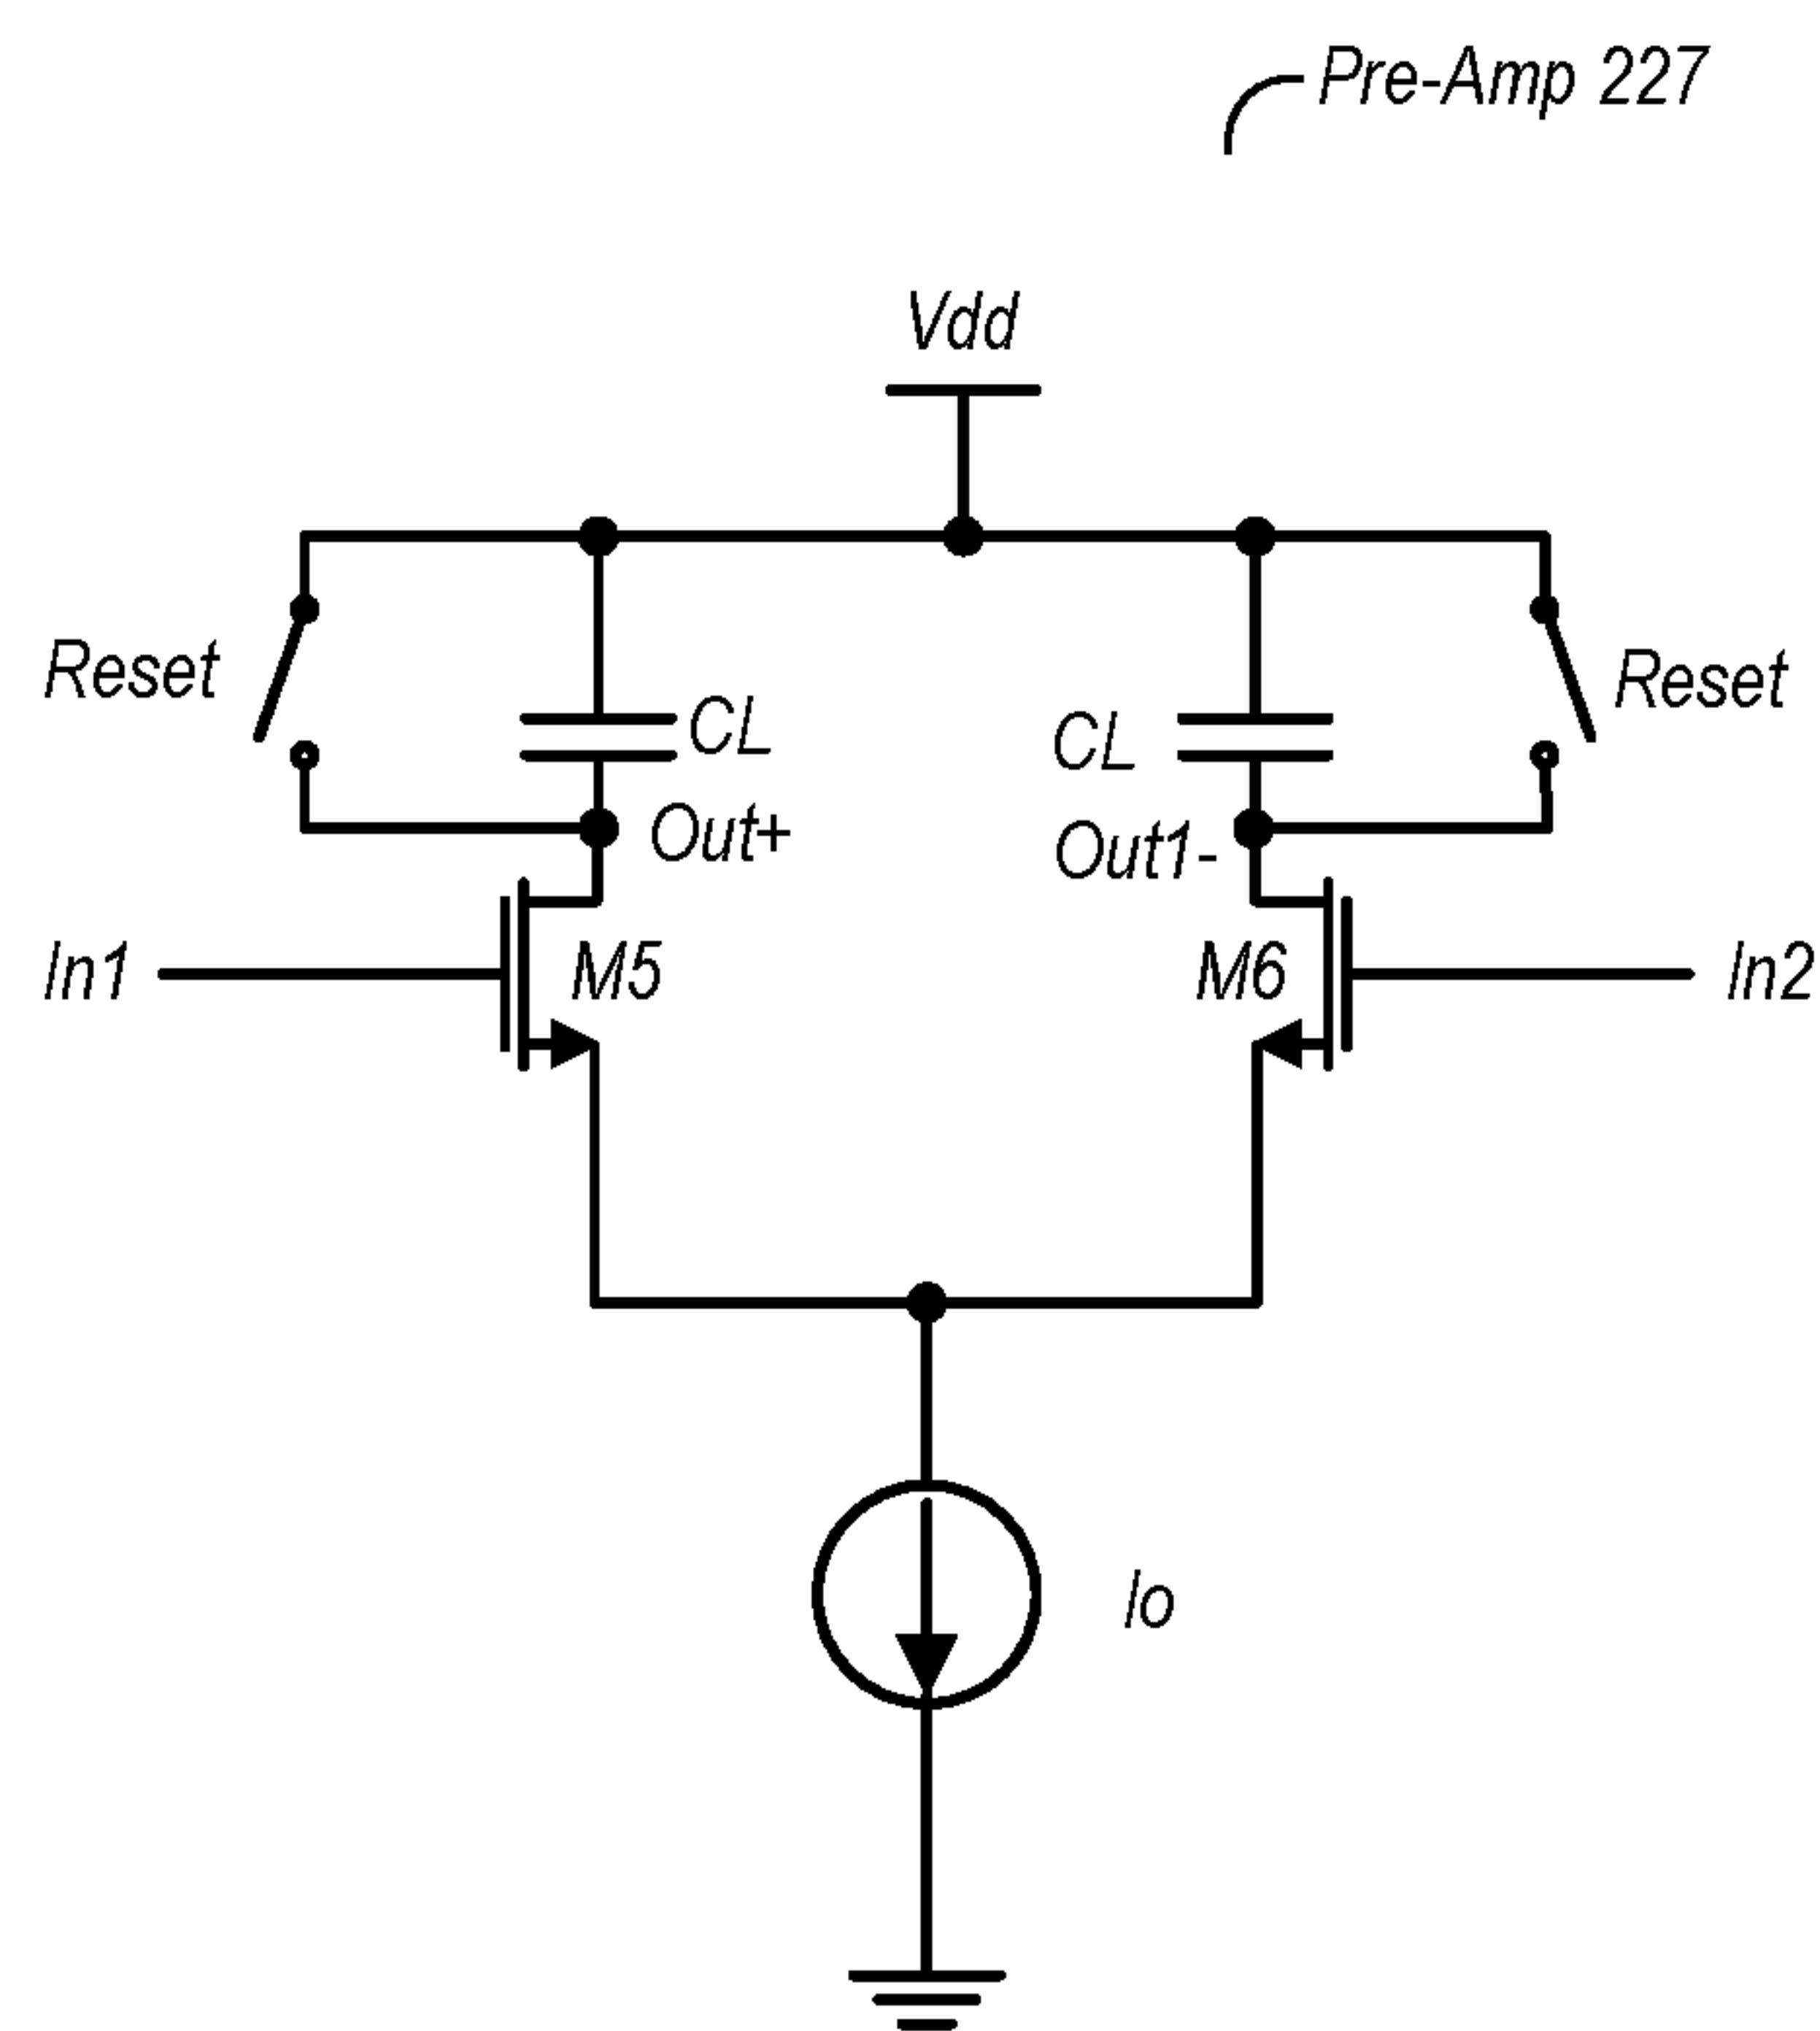 Pre-Amp 227
Vdd
Reset
Reset
CL
CL
Out+
Out1-
In1
M5
M6
In2
Io